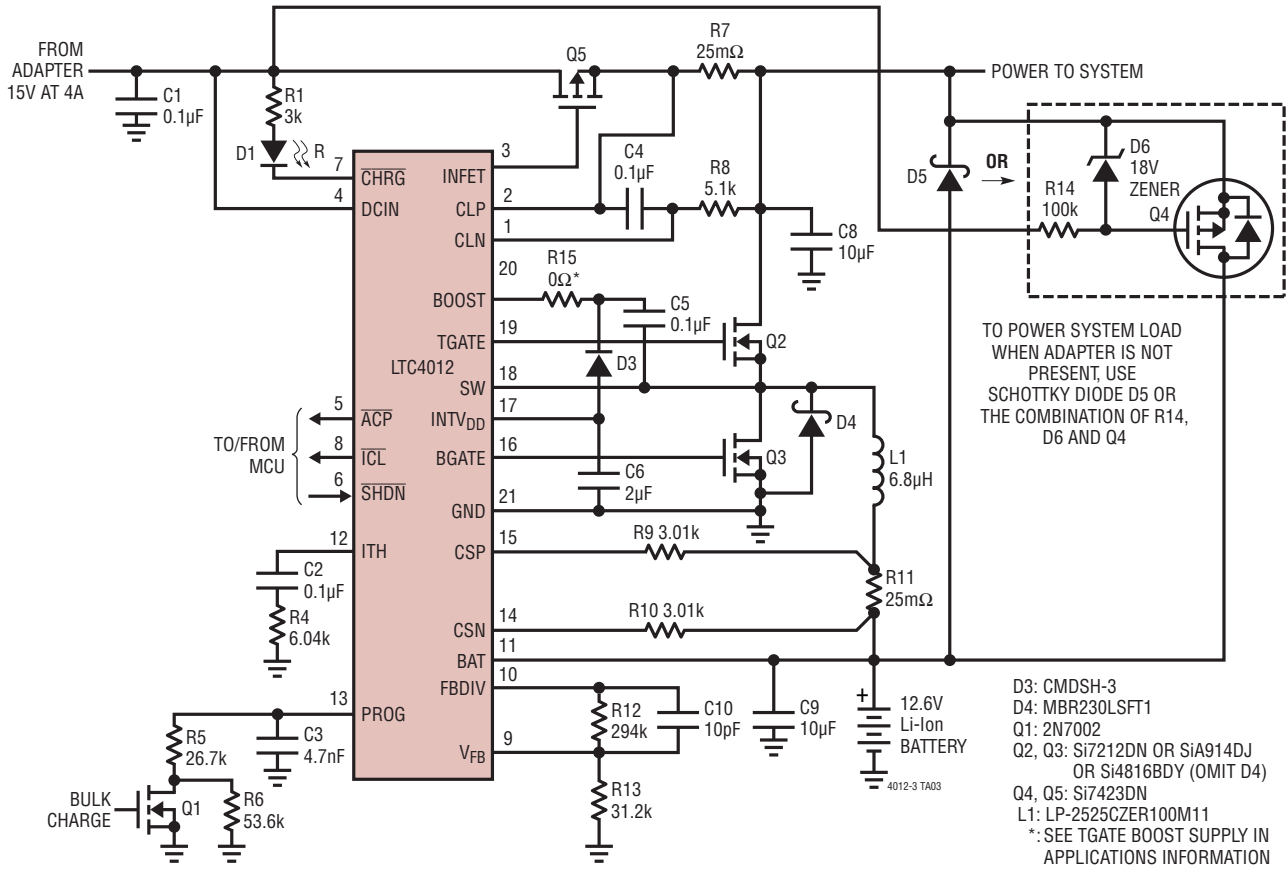 FROM
ADAPTER
15V AT 4A
C1
0.1µF
R1
3k
D1
R
Q5
R7
25mΩ
POWER TO SYSTEM
7
CHRG
4
DCIN
3
INFET
2
CLP
1
CLN
C4
0.1µF
R8
5.1k
C8
10µF
D5
OR
R14
100k
D6
18V
ZENER
Q4
20
BOOST
R15
0Ω*
C5
0.1µF
19
TGATE
Q2
LTC4012
D3
18
SW
17
INTVDD
16
BGATE
Q3
D4
L1
6.8µH
C6
2µF
21
GND
TO POWER SYSTEM LOAD
WHEN ADAPTER IS NOT
PRESENT, USE
SCHOTTKY DIODE D5 OR
THE COMBINATION OF R14,
D6 AND Q4
TO/FROM
MCU
5
ACP
8
ICL
6
SHDN
12
ITH
C2
0.1µF
R4
6.04k
15
CSP
R9 3.01k
R11
25mΩ
14
CSN
R10 3.01k
11
BAT
10
FBDIV
R12
294k
C10
10pF
C9
10µF
+
12.6V
Li-Ion
BATTERY
9
VFB
R13
31.2k
13
PROG
R5
26.7k
C3
4.7nF
BULK
CHARGE
Q1
R6
53.6k
4012-3 TA03
D3: CMDSH-3
D4: MBR230LSFT1
Q1: 2N7002
Q2, Q3: Si7212DN OR SiA914DJ
OR Si4816BDY (OMIT D4)
Q4, Q5: Si7423DN
L1: LP-2525CZER100M11
*: SEE TGATE BOOST SUPPLY IN
APPLICATIONS INFORMATION